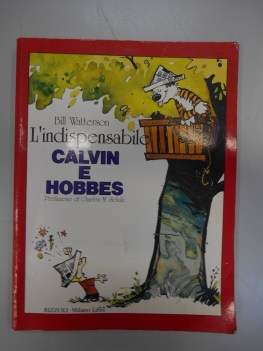 Bill Watterson
L'indispensabile
CALVIN
E
HOBBES
Prefazione di Charles M. Schulz
RIZZOLI - Milano Libri